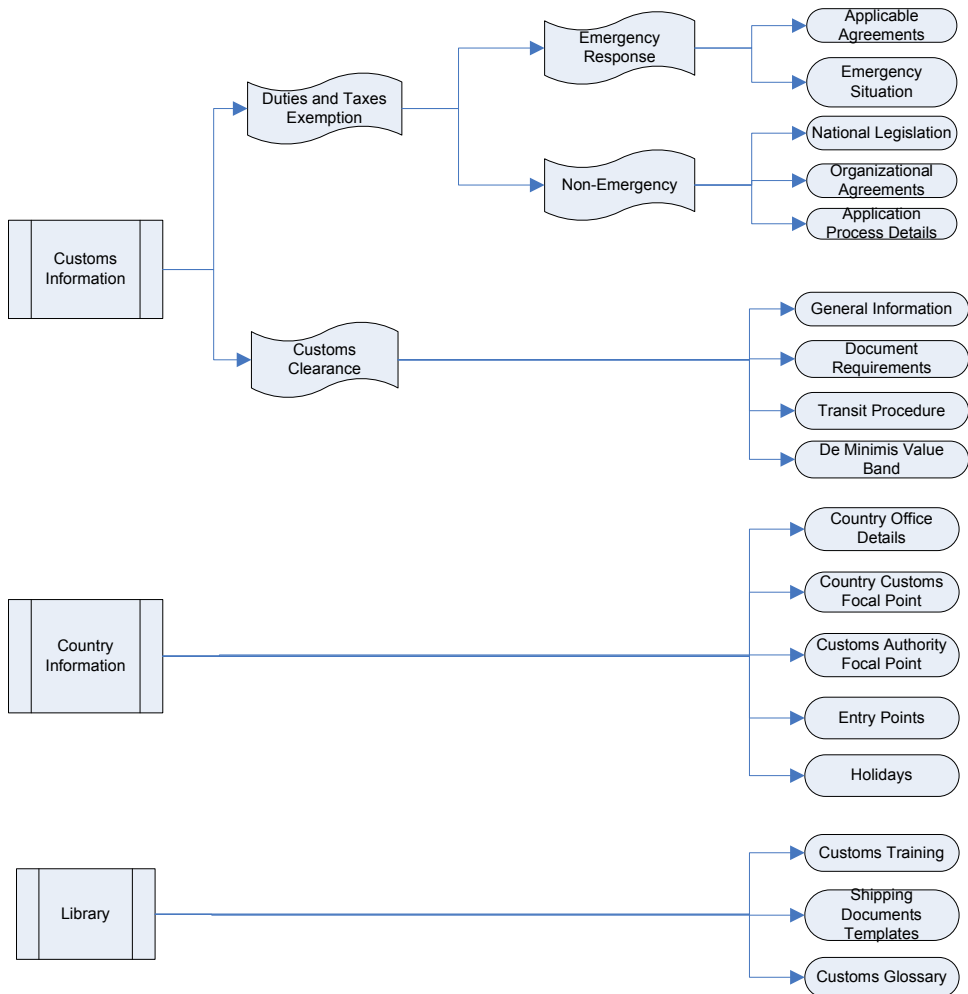 Customs
Information
Duties and Taxes
Exemption
Emergency
Response
Applicable
Agreements
Emergency
Situation
Non-Emergency
National Legislation
Organizational
Agreements
Application
Process Details
Customs
Clearance
General Information
Document
Requirements
Transit Procedure
De Minimis Value
Band
Country
Information
Country Office
Details
Country Customs
Focal Point
Customs Authority
Focal Point
Entry Points
Holidays
Library
Customs Training
Shipping
Documents
Templates
Customs Glossary